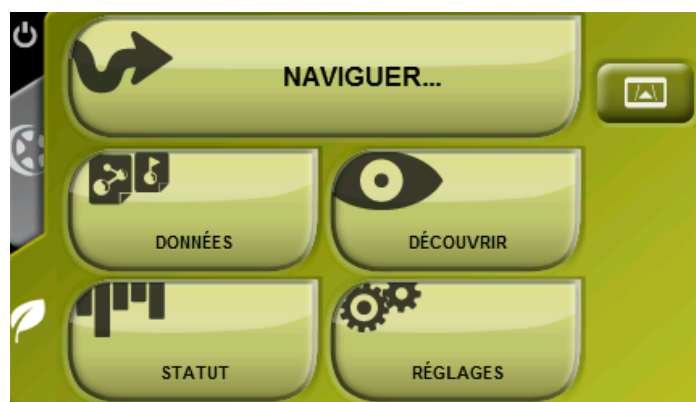 NAVIGUER...
DONNÉES
DÉCOUVRIR
STATUT
RÉGLAGES